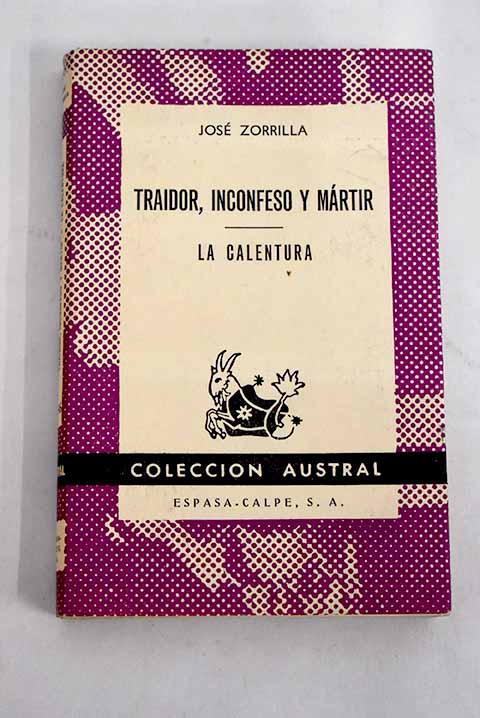 JOSÉ ZORRILLA
TRAIDOR, INCONFESO Y MÁRTIR
LA CALENTURA
COLECCION AUSTRAL
ESPASA-CALPE, S. A.